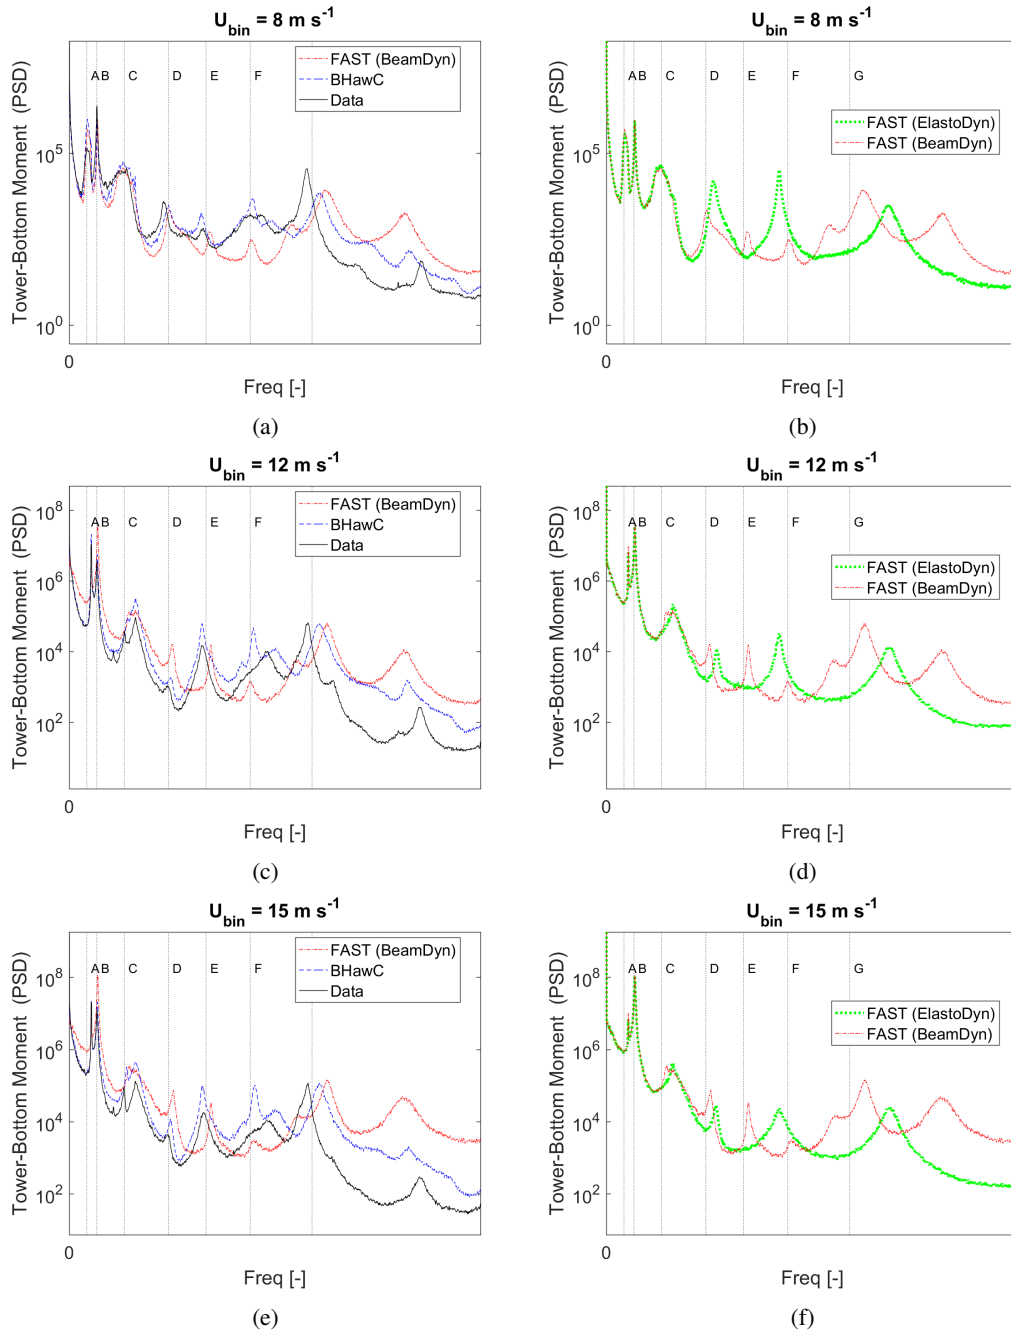 U_bin = 8 m s^-1
Tower-Bottom Moment (PSD)
10^5
10^0
A B C D E F
FAST (BeamDyn)
BHawC
Data
0
Freq [-]
(a)
U_bin = 8 m s^-1
Tower-Bottom Moment (PSD)
10^5
10^0
A B C D E F G
FAST (ElastoDyn)
FAST (BeamDyn)
0
Freq [-]
(b)
U_bin = 12 m s^-1
Tower-Bottom Moment (PSD)
10^8
10^6
10^4
10^2
A B C D E F
FAST (BeamDyn)
BHawC
Data
0
Freq [-]
(c)
U_bin = 12 m s^-1
Tower-Bottom Moment (PSD)
10^8
10^6
10^4
10^2
A B C D E F G
FAST (ElastoDyn)
FAST (BeamDyn)
0
Freq [-]
(d)
U_bin = 15 m s^-1
Tower-Bottom Moment (PSD)
10^8
10^6
10^4
10^2
A B C D E F
FAST (BeamDyn)
BHawC
Data
0
Freq [-]
(e)
U_bin = 15 m s^-1
Tower-Bottom Moment (PSD)
10^8
10^6
10^4
10^2
A B C D E F G
FAST (ElastoDyn)
FAST (BeamDyn)
0
Freq [-]
(f)